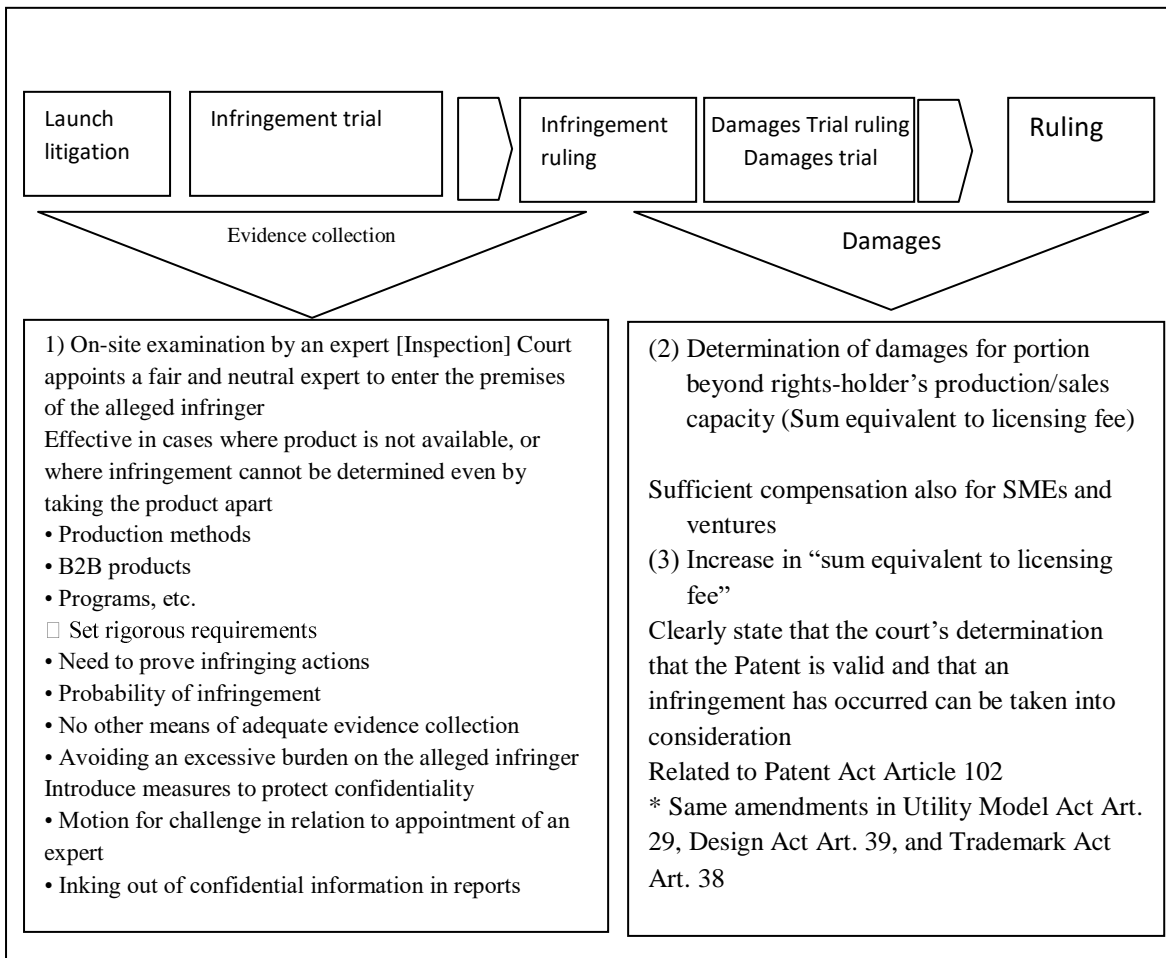 Launch
litigation
Infringement trial
Infringement
ruling
Damages Trial ruling
Damages trial
Ruling
Evidence collection
Damages
1) On-site examination by an expert [Inspection] Court
appoints a fair and neutral expert to enter the premises
of the alleged infringer
Effective in cases where product is not available, or
where infringement cannot be determined even by
taking the product apart
• Production methods
• B2B products
• Programs, etc.
□ Set rigorous requirements
• Need to prove infringing actions
• Probability of infringement
• No other means of adequate evidence collection
• Avoiding an excessive burden on the alleged infringer
Introduce measures to protect confidentiality
• Motion for challenge in relation to appointment of an
expert
• Inking out of confidential information in reports
(2) Determination of damages for portion
beyond rights-holder’s production/sales
capacity (Sum equivalent to licensing fee)
Sufficient compensation also for SMEs and
ventures
(3) Increase in “sum equivalent to licensing
fee”
Clearly state that the court’s determination
that the Patent is valid and that an
infringement has occurred can be taken into
consideration
Related to Patent Act Article 102
* Same amendments in Utility Model Act Art.
29, Design Act Art. 39, and Trademark Act
Art. 38